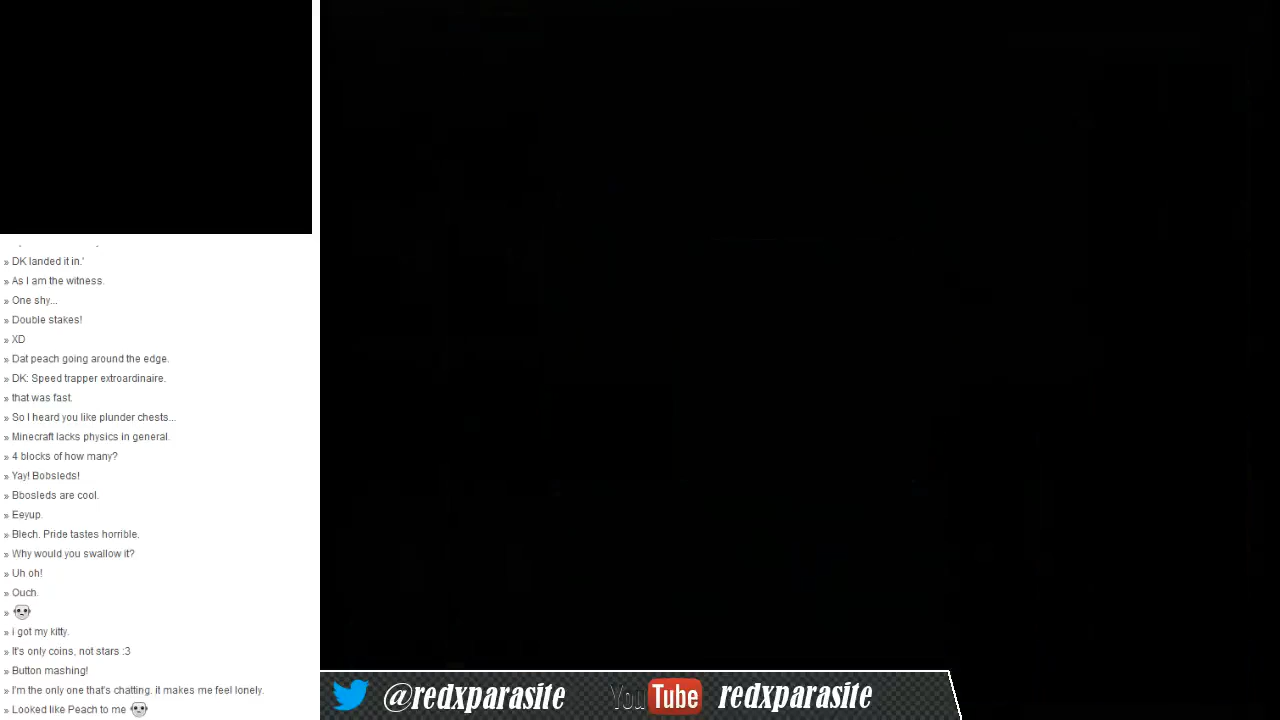 » DK landed it in.'
» As I am the witness.
» One shy...
» Double stakes!
» XD
» Dat peach going around the edge.
» DK: Speed trapper extroardinaire.
» that was fast.
» So I heard you like plunder chests...
» Minecraft lacks physics in general.
» 4 blocks of how many?
» Yay! Bobsleds!
» Bbosleds are cool.
» Eeyup.
» Blech. Pride tastes horrible.
» Why would you swallow it?
» Uh oh!
» Ouch.
»
» i got my kitty.
» It's only coins, not stars :3
» Button mashing!
» I'm the only one that's chatting. it makes me feel lonely.
» Looked like Peach to me
@redxparasite YouTube redxparasite